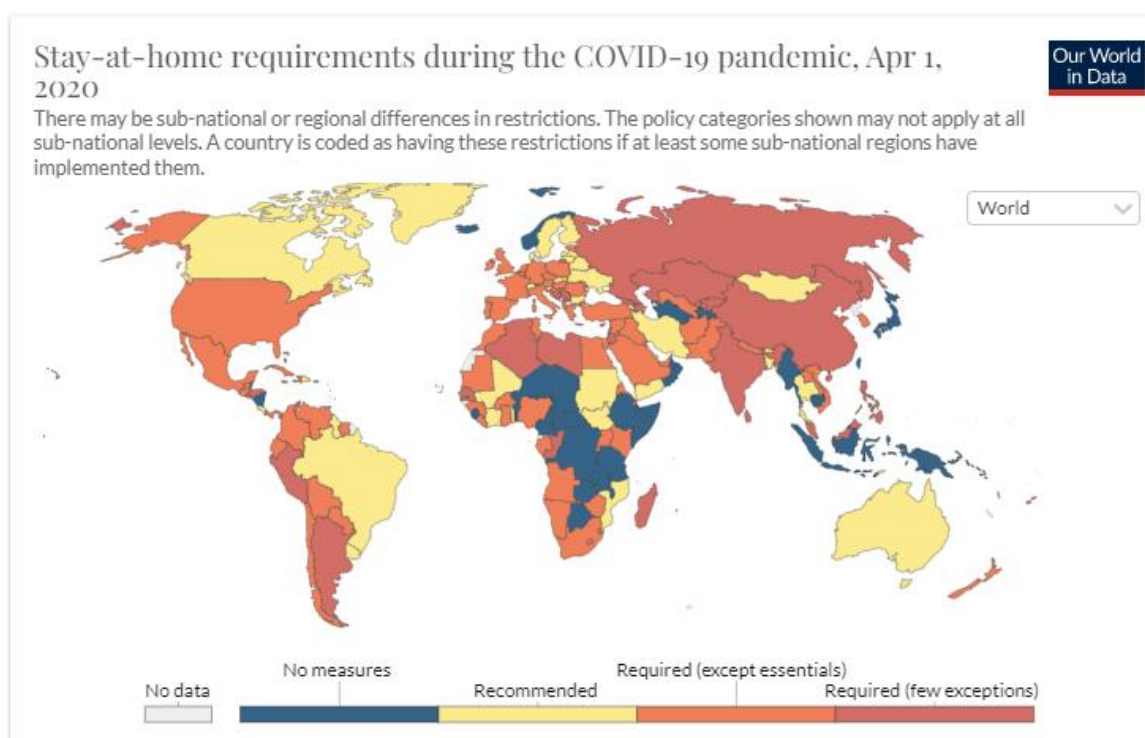 Stay-at-home requirements during the COVID-19 pandemic, Apr 1,
2020
Our World
in Data
There may be sub-national or regional differences in restrictions. The policy categories shown may not apply at all
sub-national levels. A country is coded as having these restrictions if at least some sub-national regions have
implemented them.
World
No data
No measures
Recommended
Required (except essentials)
Required (few exceptions)